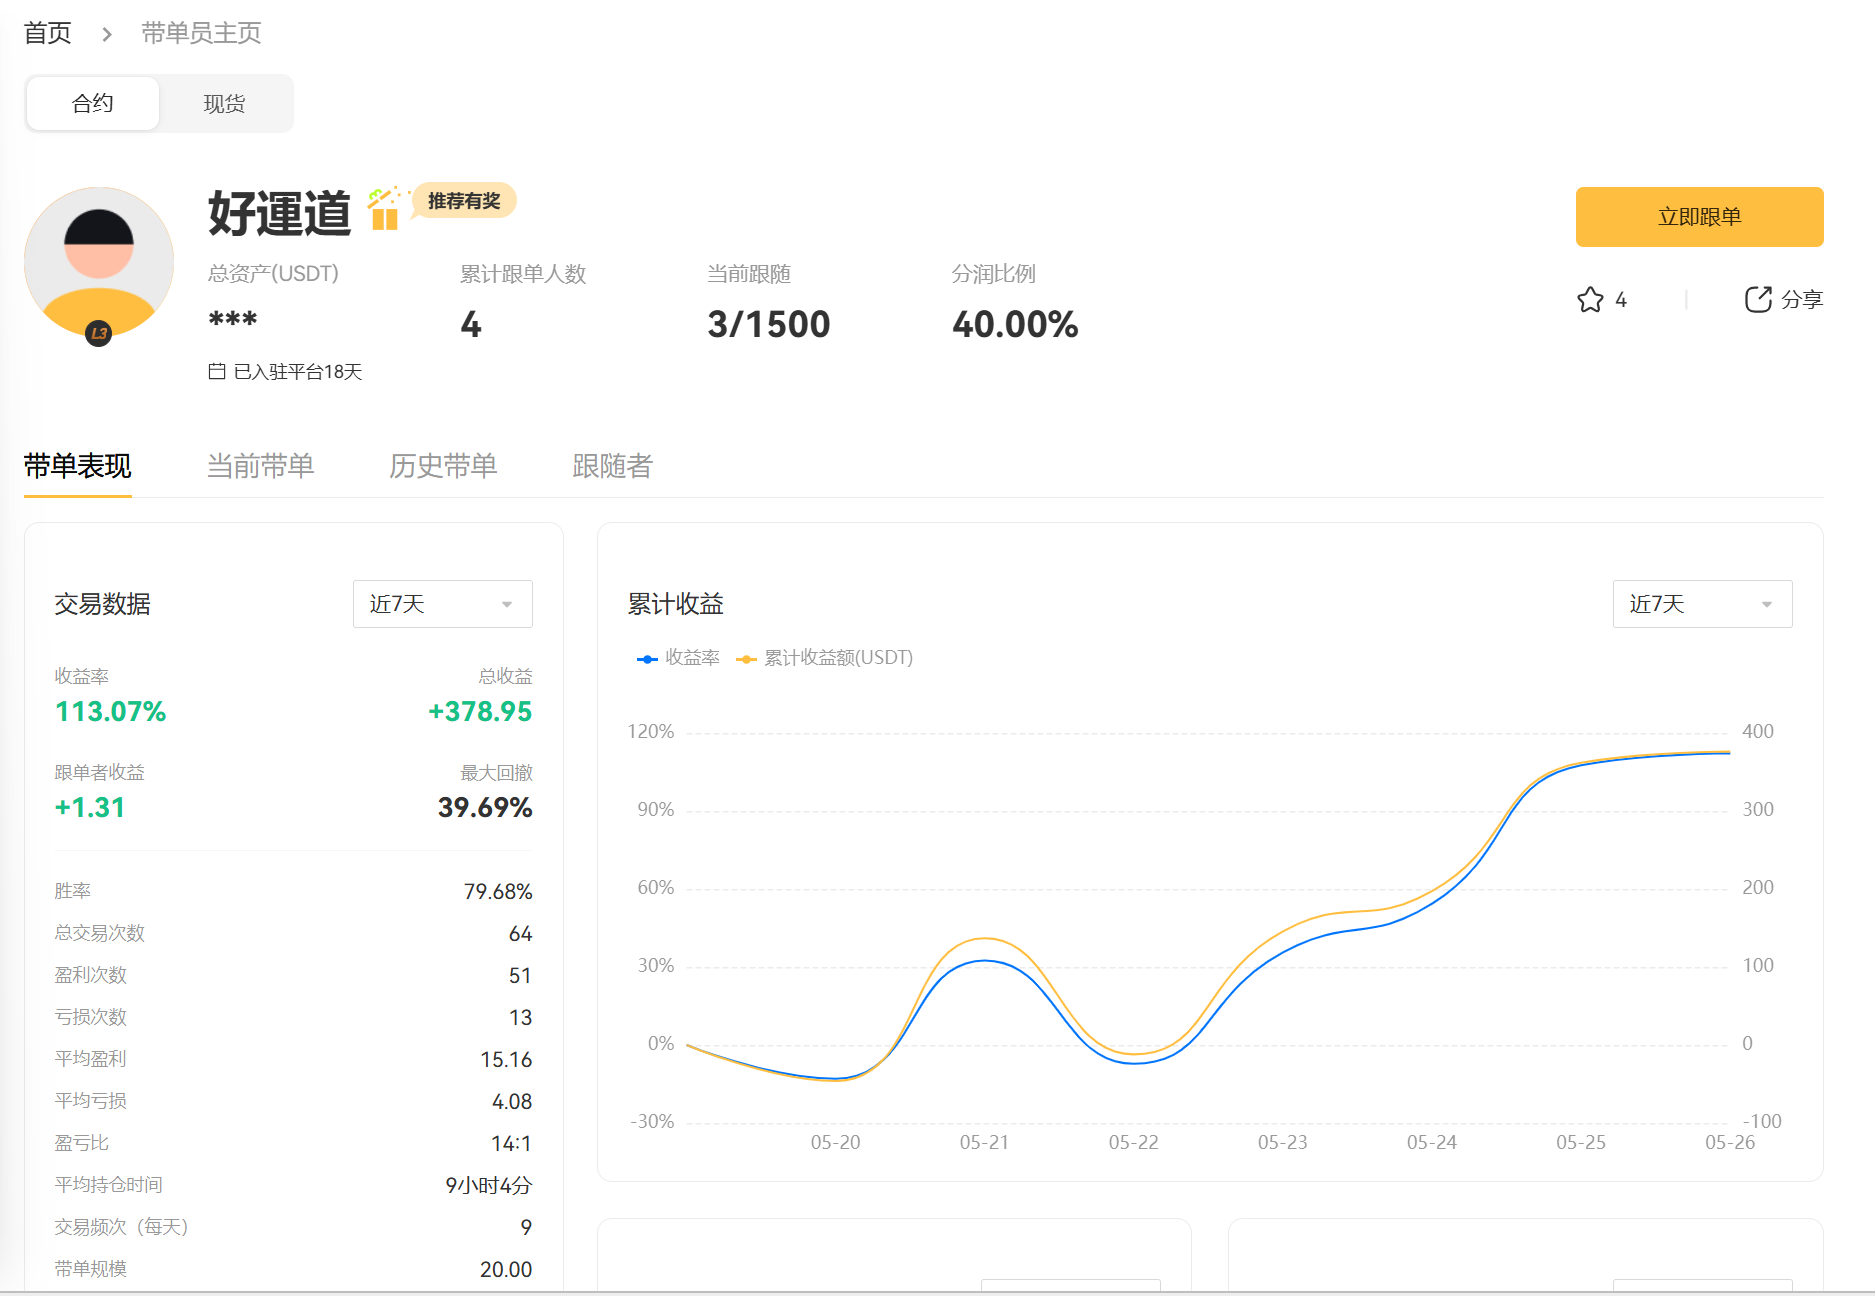 首页 > 带单员主页
合约 现货
好運道 推荐有奖
立即跟单
总资产(USDT) 累计跟单人数 当前跟随 分润比例
*** 4 3/1500 40.00%
4 分享
L3
已入驻平台18天
带单表现 当前带单 历史带单 跟随者
交易数据 近7天
收益率 总收益
113.07% +378.95
跟单者收益 最大回撤
+1.31 39.69%
胜率 79.68%
总交易次数 64
盈利次数 51
亏损次数 13
平均盈利 15.16
平均亏损 4.08
盈亏比 14:1
平均持仓时间 9小时4分
交易频次（每天） 9
带单规模 20.00
累计收益 近7天
收益率 累计收益额(USDT)
120% 400
90% 300
60% 200
30% 100
0% 0
-30% -100
05-20 05-21 05-22 05-23 05-24 05-25 05-26